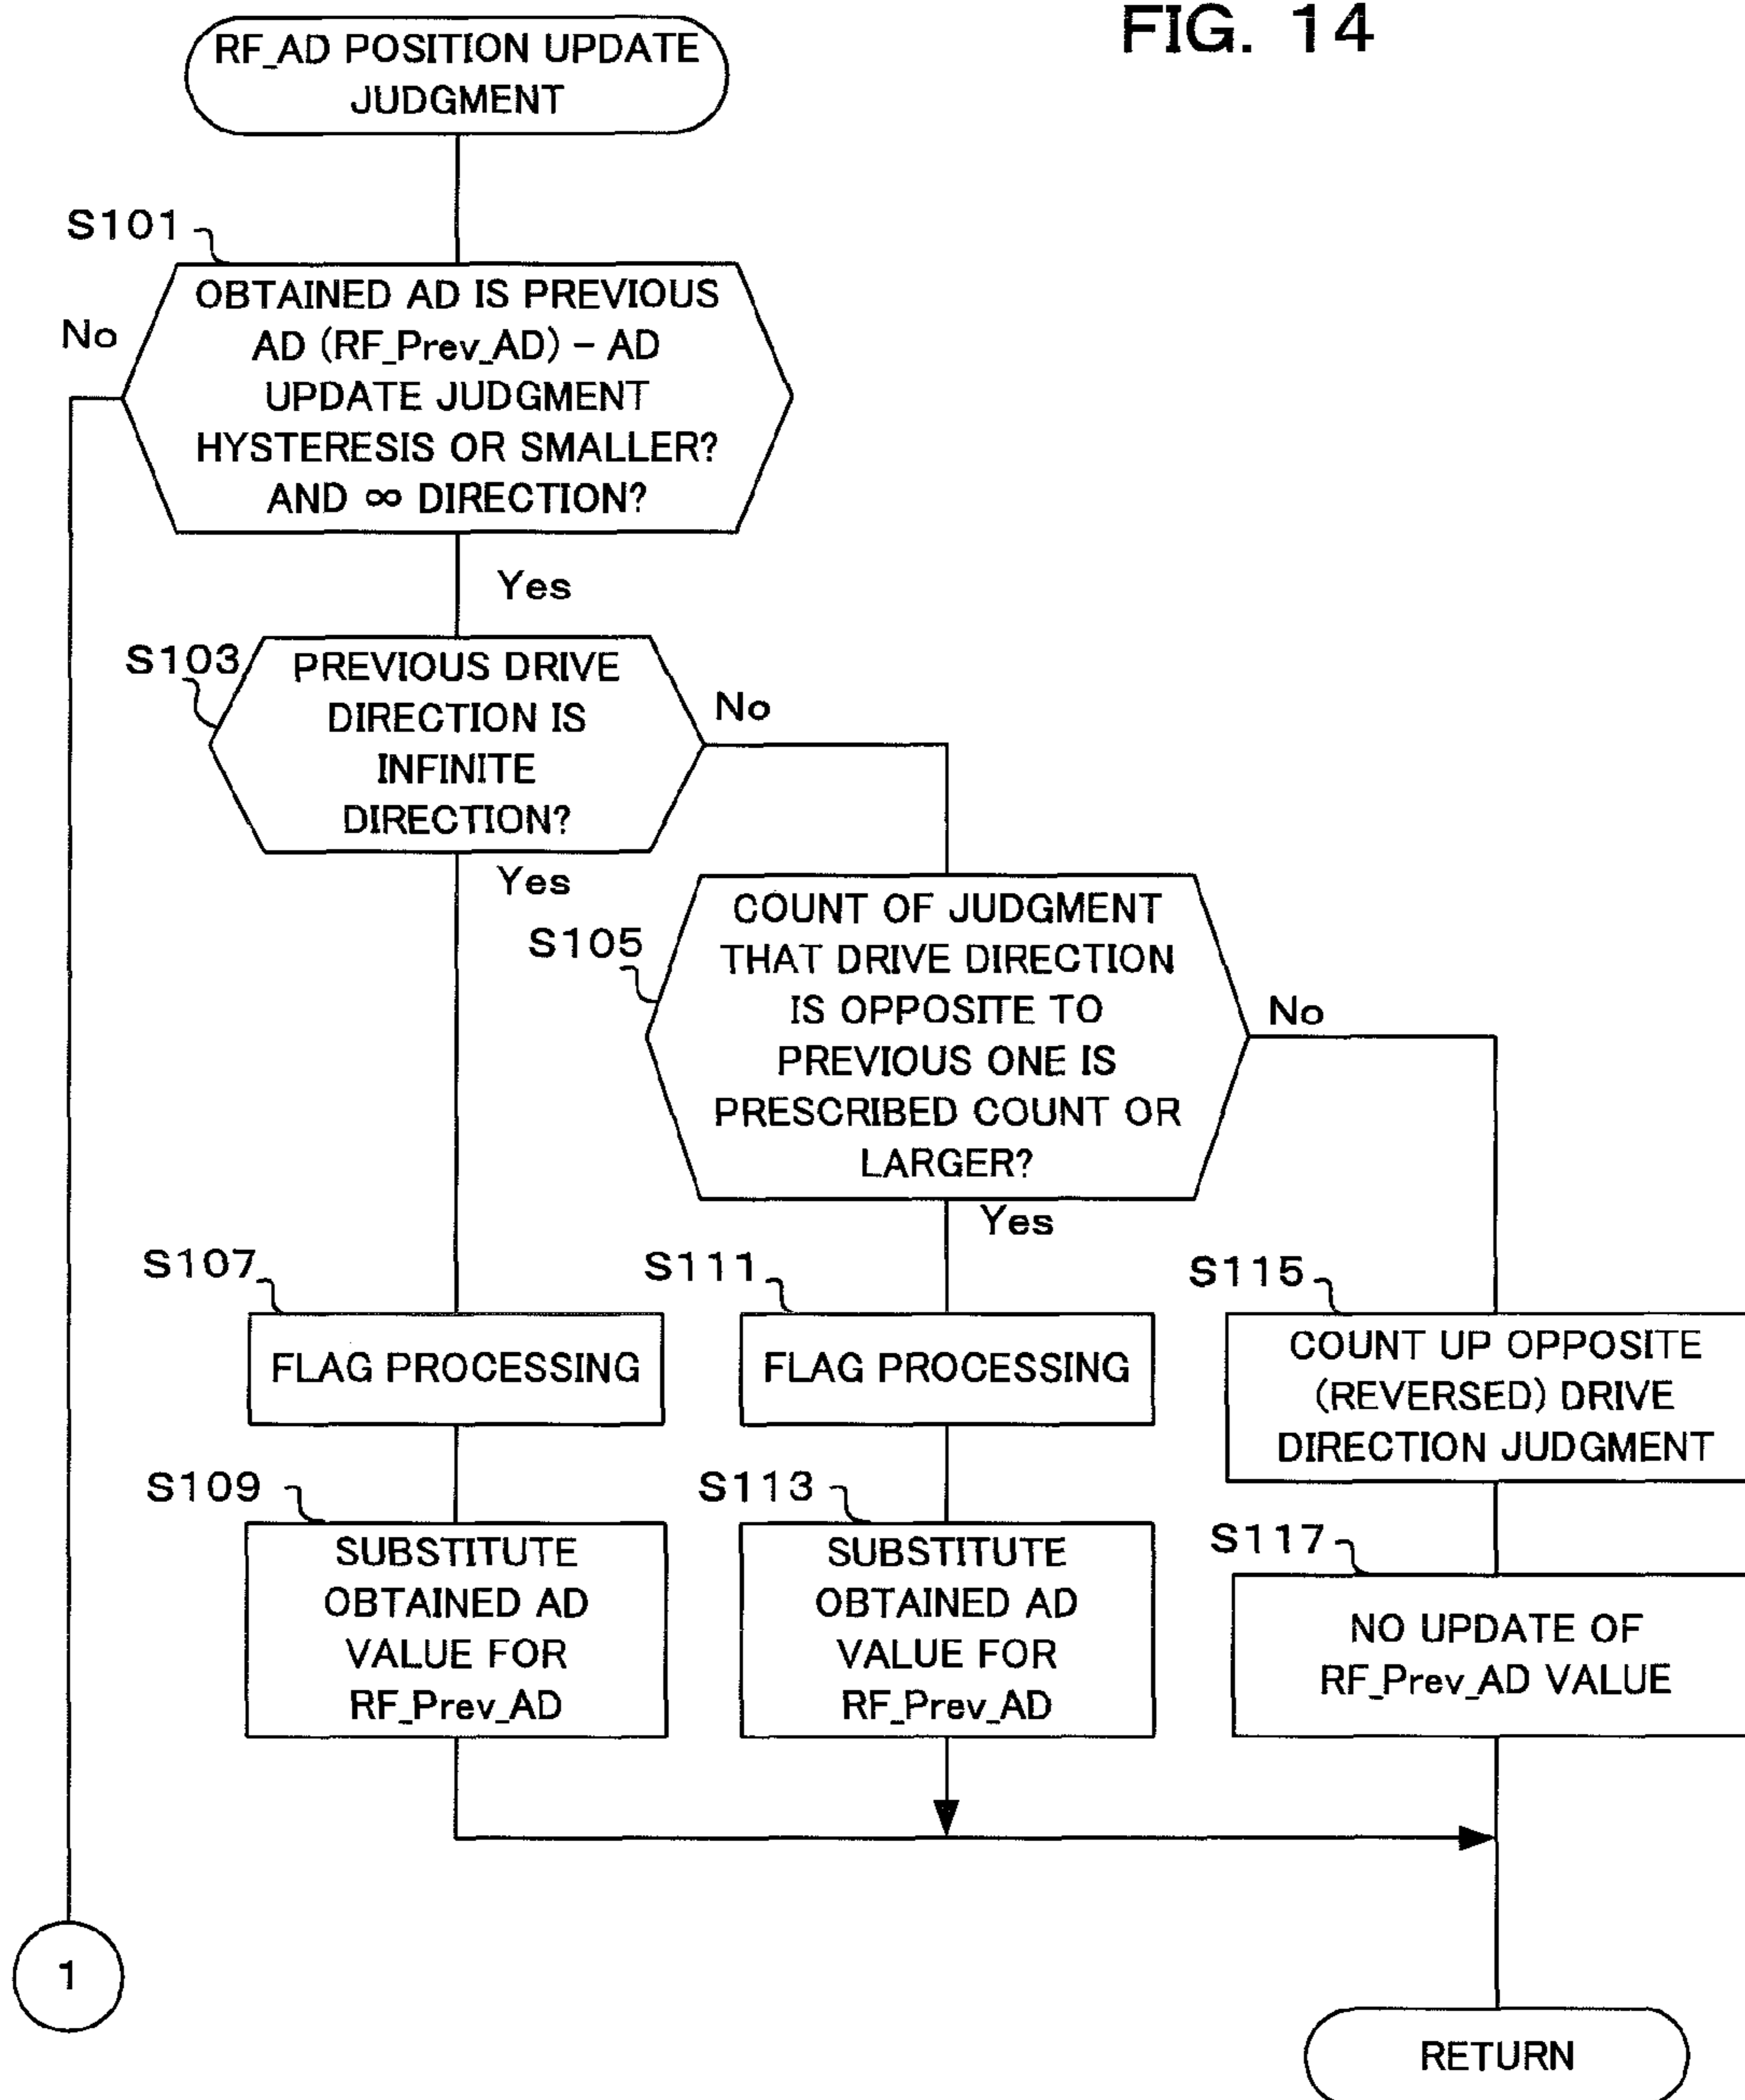 FIG. 14
RF_AD POSITION UPDATE
JUDGMENT
S101
OBTAINED AD IS PREVIOUS
AD (RF_Prev_AD) – AD
UPDATE JUDGMENT
HYSTERESIS OR SMALLER?
AND ∞ DIRECTION?
No
Yes
S103
PREVIOUS DRIVE
DIRECTION IS
INFINITE
DIRECTION?
No
Yes
S105
COUNT OF JUDGMENT
THAT DRIVE DIRECTION
IS OPPOSITE TO
PREVIOUS ONE IS
PRESCRIBED COUNT OR
LARGER?
No
Yes
S107
FLAG PROCESSING
S111
FLAG PROCESSING
S115
COUNT UP OPPOSITE
(REVERSED) DRIVE
DIRECTION JUDGMENT
S109
SUBSTITUTE
OBTAINED AD
VALUE FOR
RF_Prev_AD
S113
SUBSTITUTE
OBTAINED AD
VALUE FOR
RF_Prev_AD
S117
NO UPDATE OF
RF_Prev_AD VALUE
1
RETURN